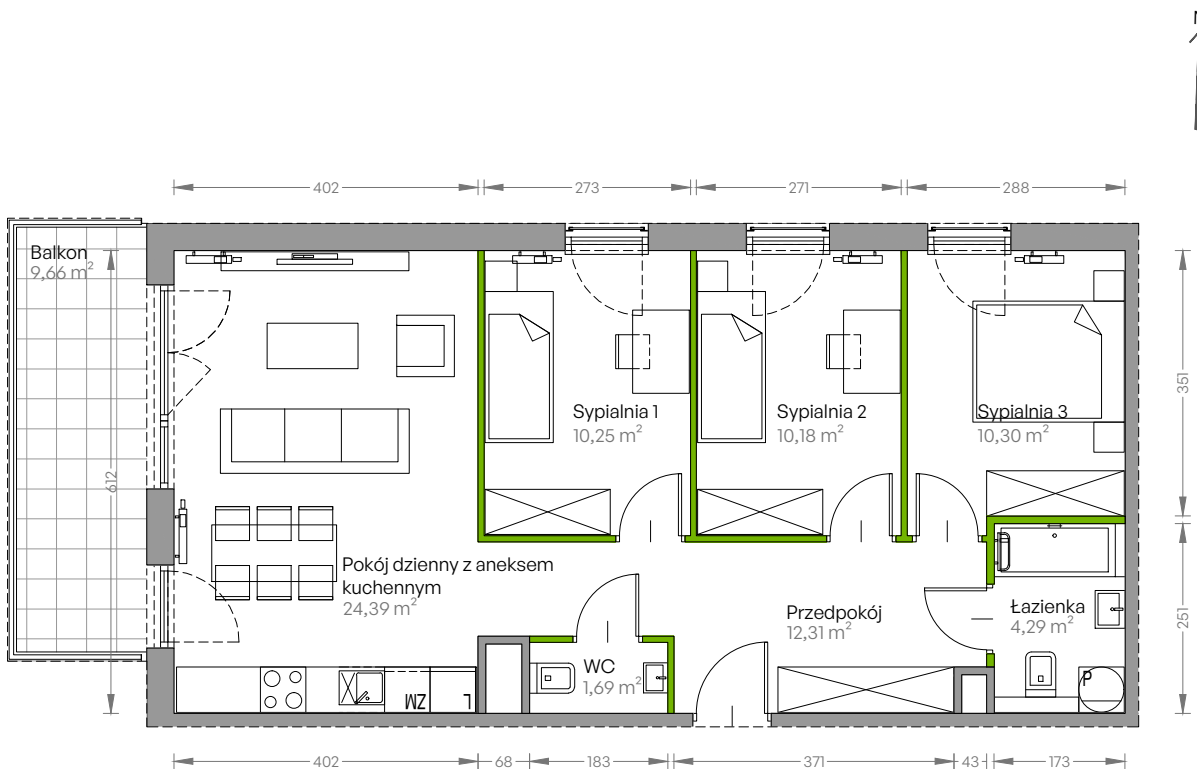 N
402
273
271
288
Balkon
9,66 m²
612
351
Sypialnia 1
10,25 m²
Sypialnia 2
10,18 m²
Sypialnia 3
10,30 m²
Pokój dzienny z aneksem
kuchennym
24,39 m²
Przedpokój
12,31 m²
Łazienka
4,29 m²
251
WC
1,69 m²
ZM
L
P
402
68
183
371
43
173